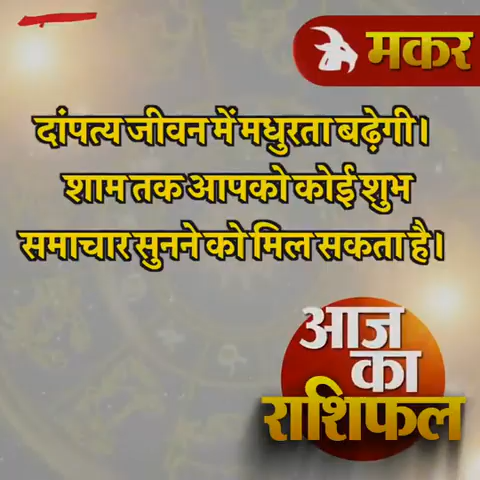 मकर
दांपत्य जीवन में मधुरता बढ़ेगी।
शाम तक आपको कोई शुभ
समाचार सुनने को मिल सकता है।
आज
का
राशिफल